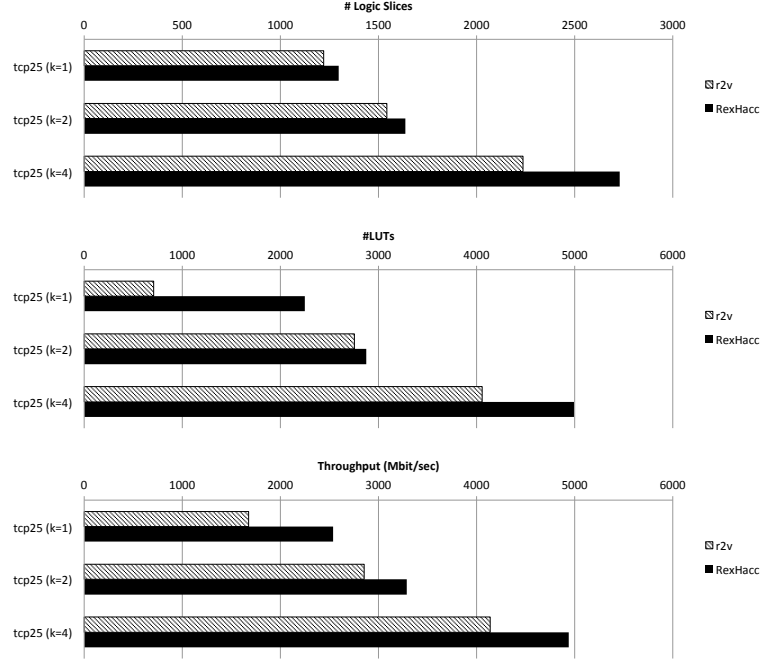 # Logic Slices
0 500 1000 1500 2000 2500 3000
tcp25 (k=1)
tcp25 (k=2)
tcp25 (k=4)
r2v
RexHacc
#LUTs
0 1000 2000 3000 4000 5000 6000
tcp25 (k=1)
tcp25 (k=2)
tcp25 (k=4)
r2v
RexHacc
Throughput (Mbit/sec)
0 1000 2000 3000 4000 5000 6000
tcp25 (k=1)
tcp25 (k=2)
tcp25 (k=4)
r2v
RexHacc